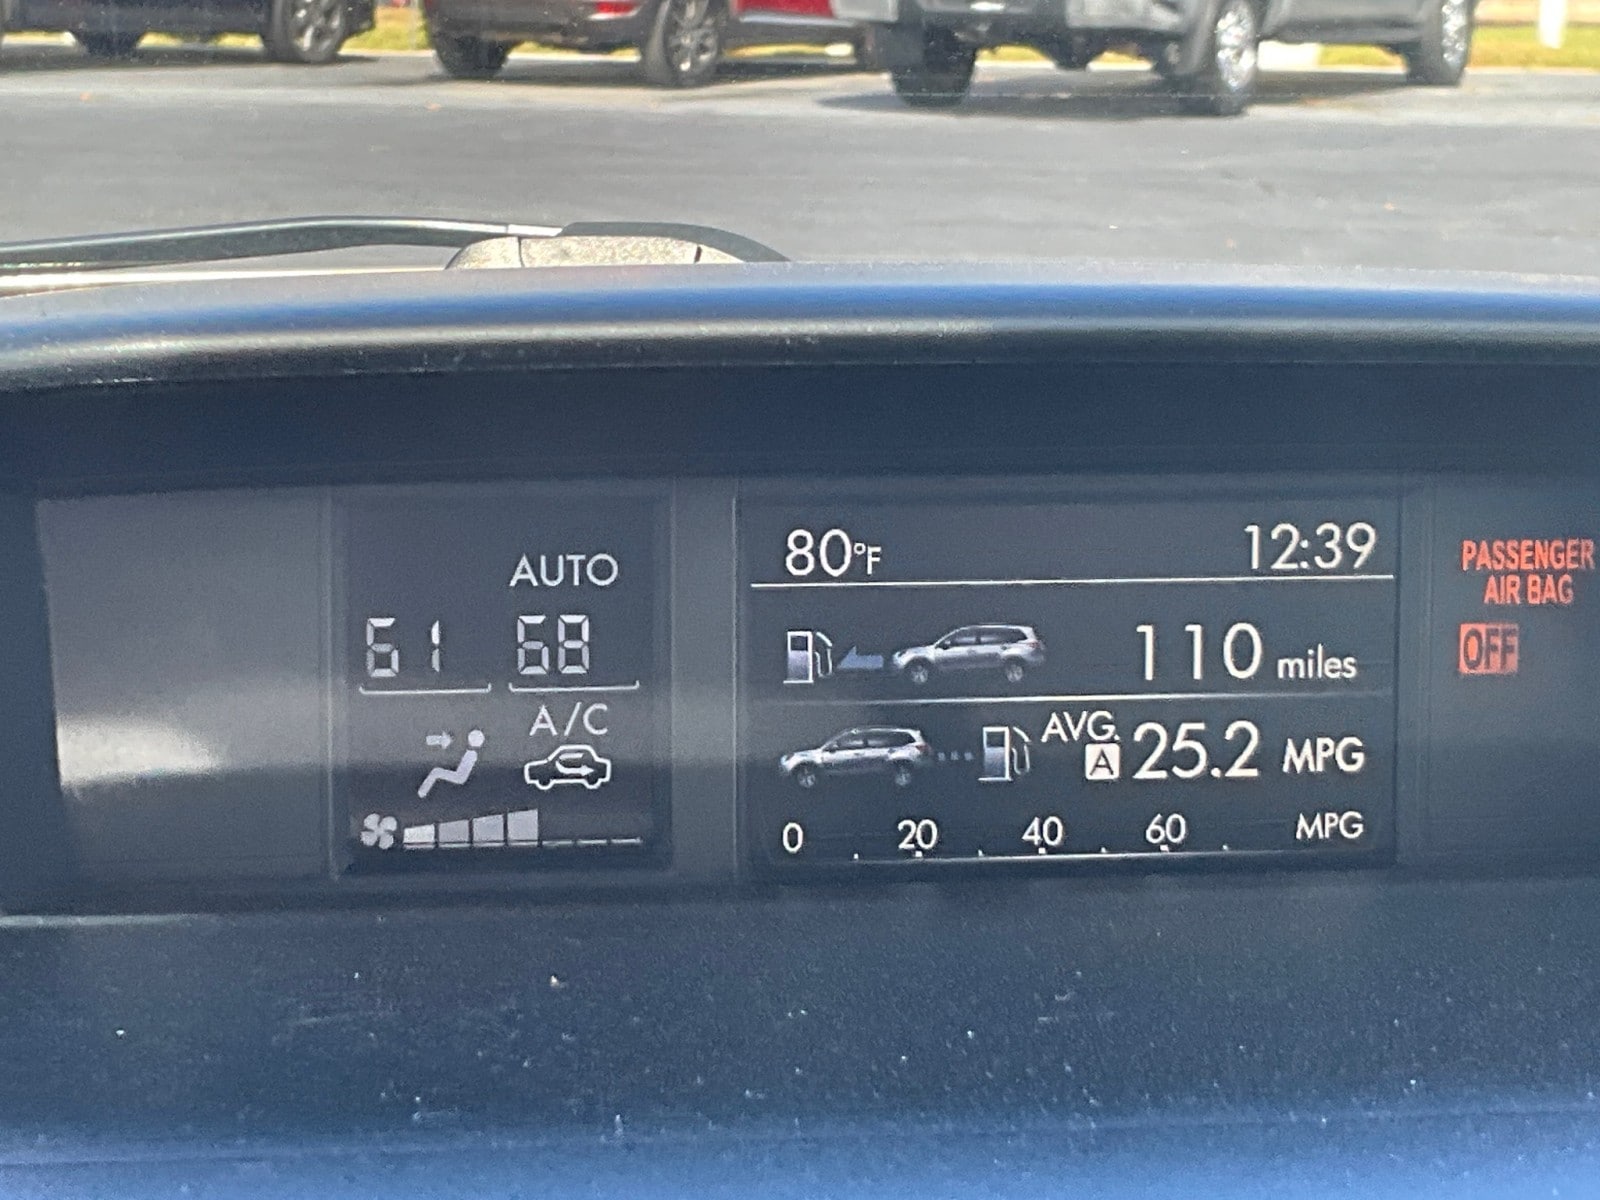 AUTO
61 68
A/C
80°F 12:39
110 miles
AVG.
A 25.2 MPG
0 20 40 60 MPG
PASSENGER
AIR BAG
OFF